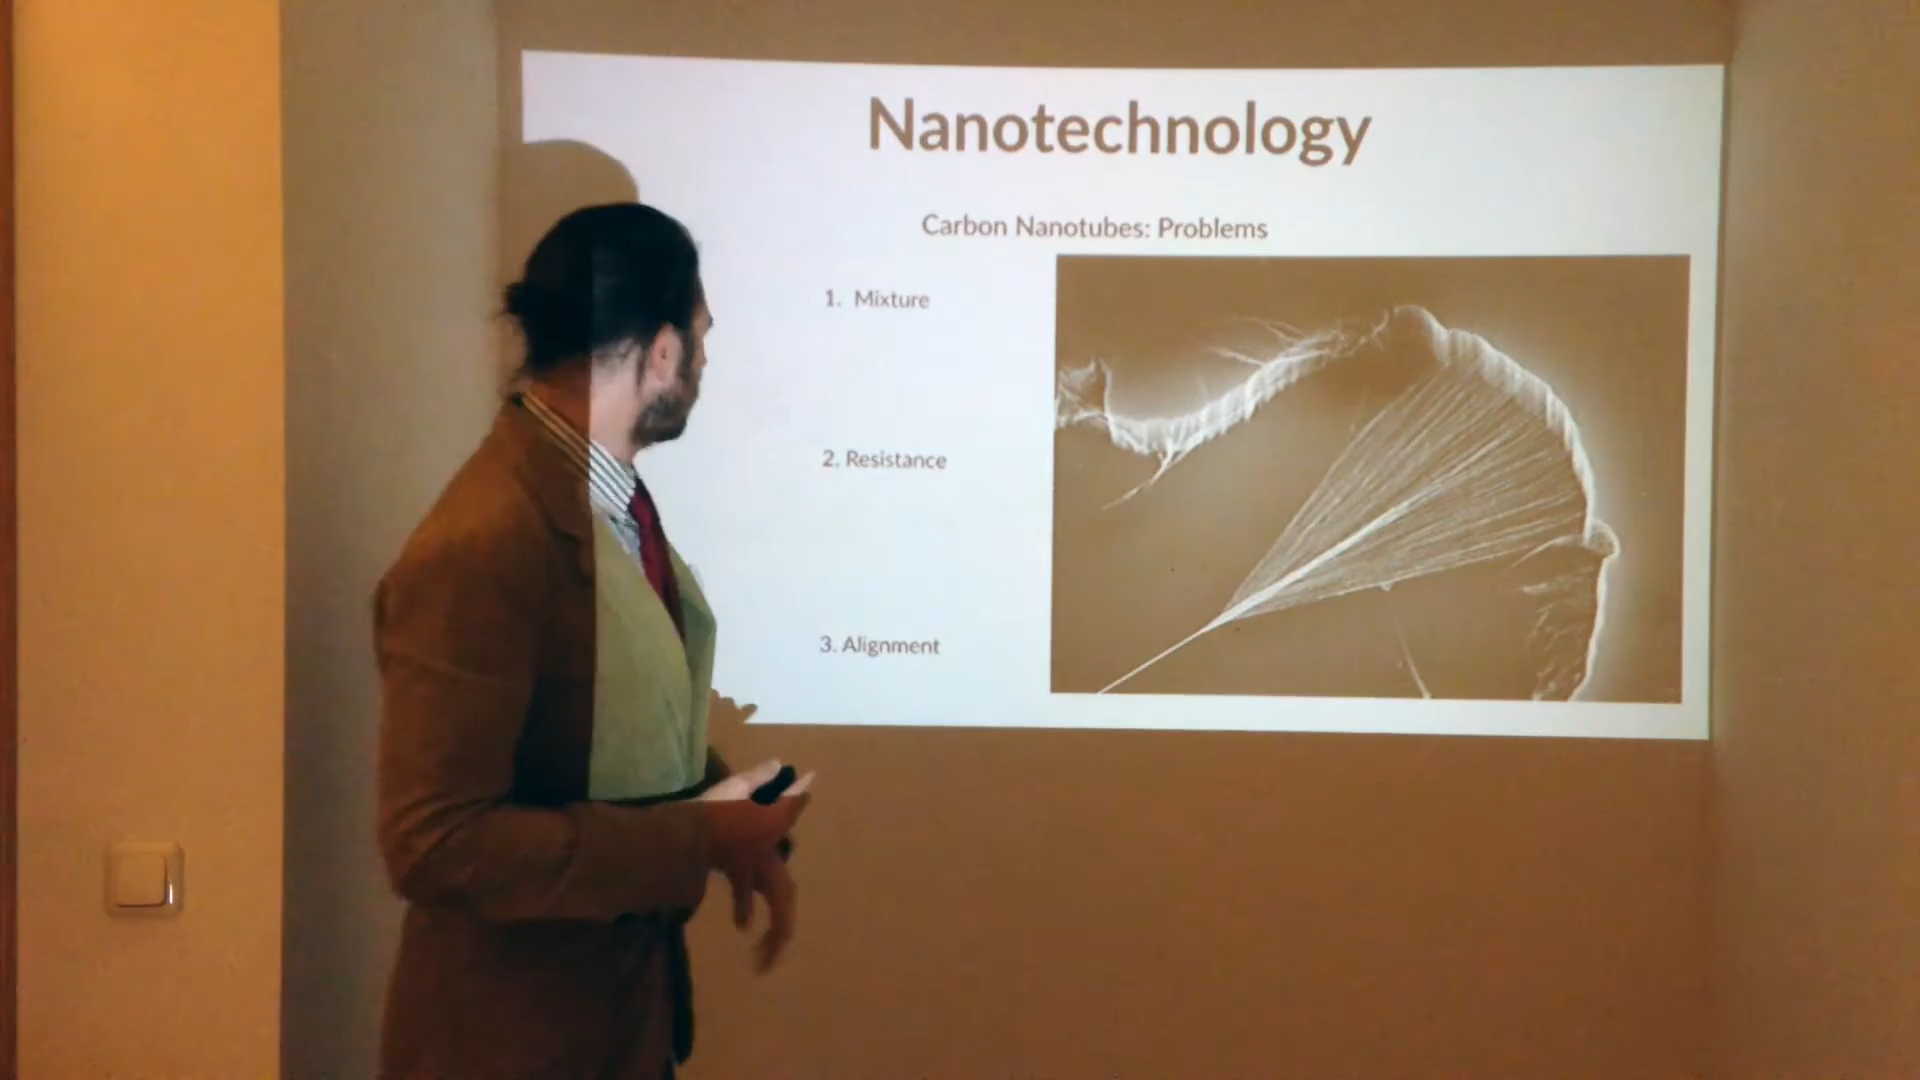 Nanotechnology
Carbon Nanotubes: Problems
1. Mixture
2. Resistance
3. Alignment